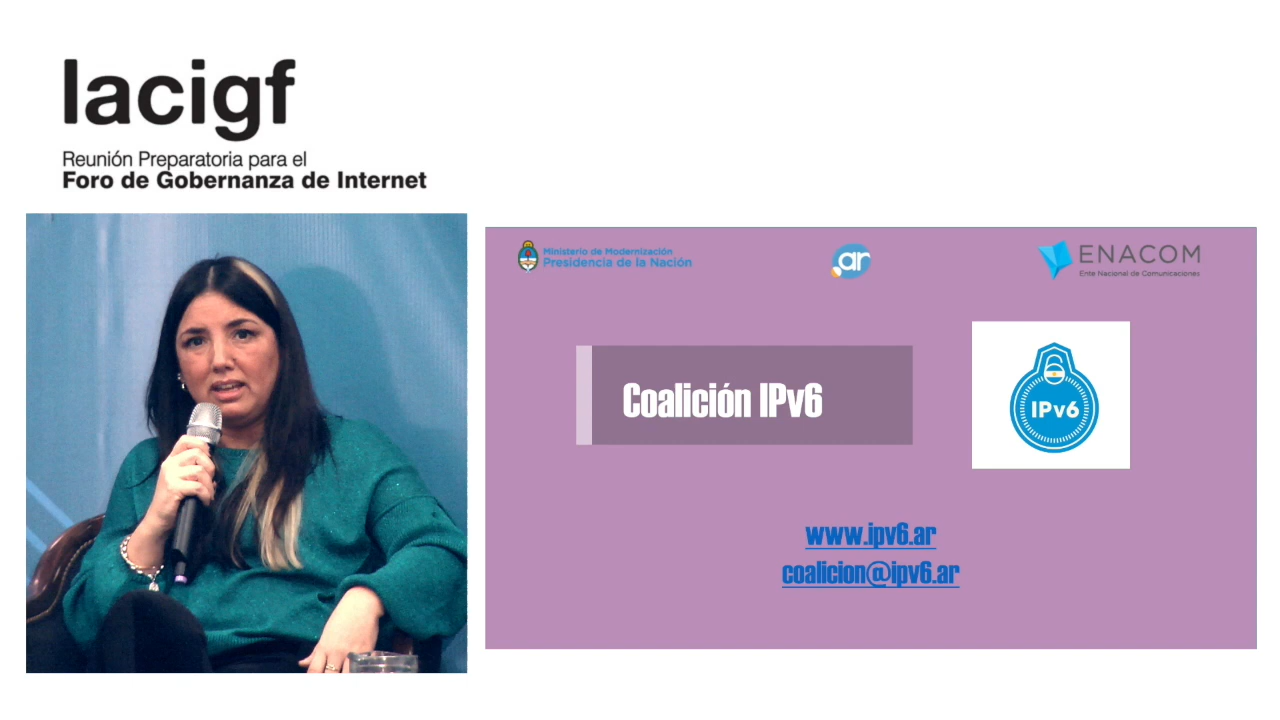 lacigf
Reunión Preparatoria para el
Foro de Gobernanza de Internet
Ministerio de Modernización
Presidencia de la Nación
.ar
ENACOM
Ente Nacional de Comunicaciones
Coalición IPv6
IPv6
www.ipv6.ar
coalicion@ipv6.ar